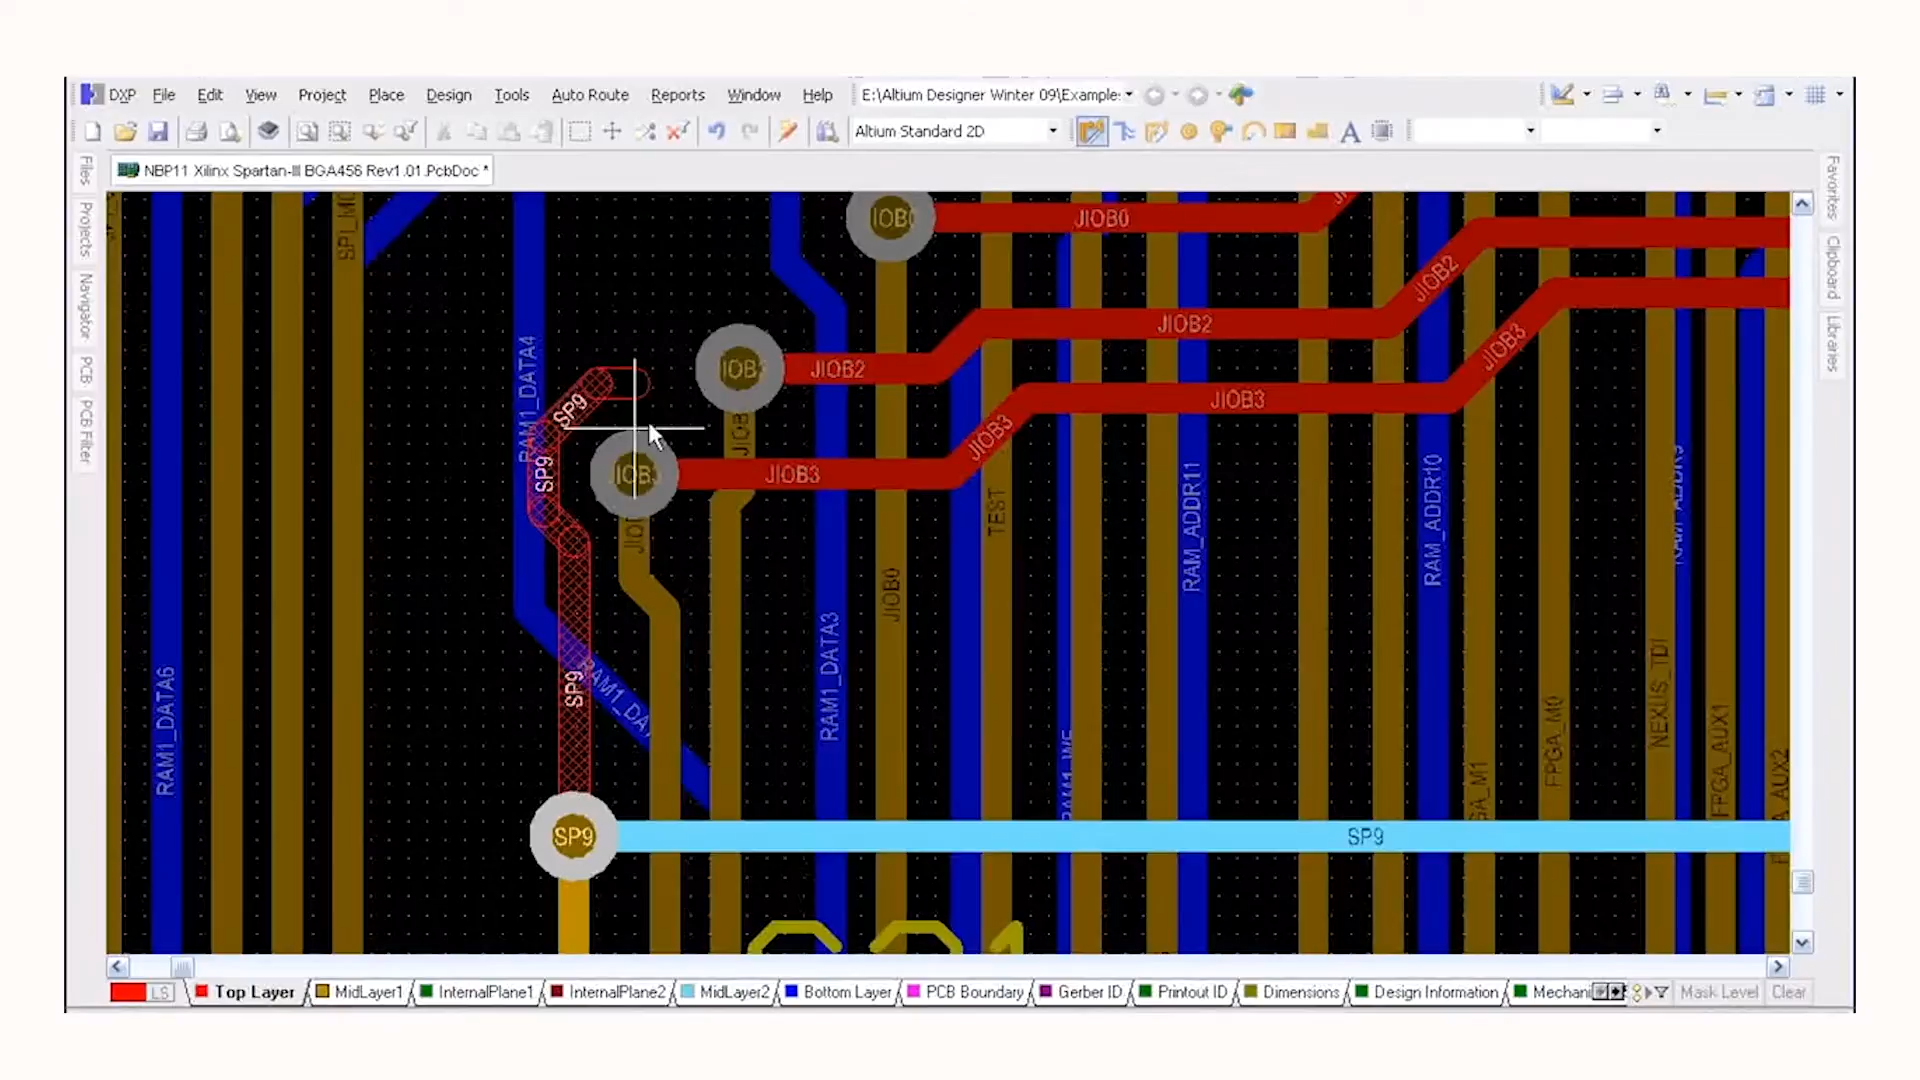 DXP File Edit View Project Place Design Tools Auto Route Reports Window Help E:\Altium Designer Winter 09\Example:
Altium Standard 2D A
NBP11 Xilinx Spartan-III BGA456 Rev1.01.PcbDoc *
Files
Projects
Navigator
PCB
PCB Filter
Favorites
Clipboard
Libraries
JIOB0
JIOB2
JIOB2
JIOB2
JIOB3
JIOB3
JIOB3
JIOB3
RAM1_DATA4
SP9
SP9
SP9
TEST
JIOB0
RAM_ADDR11
RAM_ADDR10
RAM1_DATA3
RAM1_DATA6
NEXUS_TDI
FPGA_M0
FPGA_AUX1
SP9 SP9
LS Top Layer MidLayer1 InternalPlane1 InternalPlane2 MidLayer2 Bottom Layer PCB Boundary Gerber ID Printout ID Dimensions Design Information Mechani Mask Level Clear